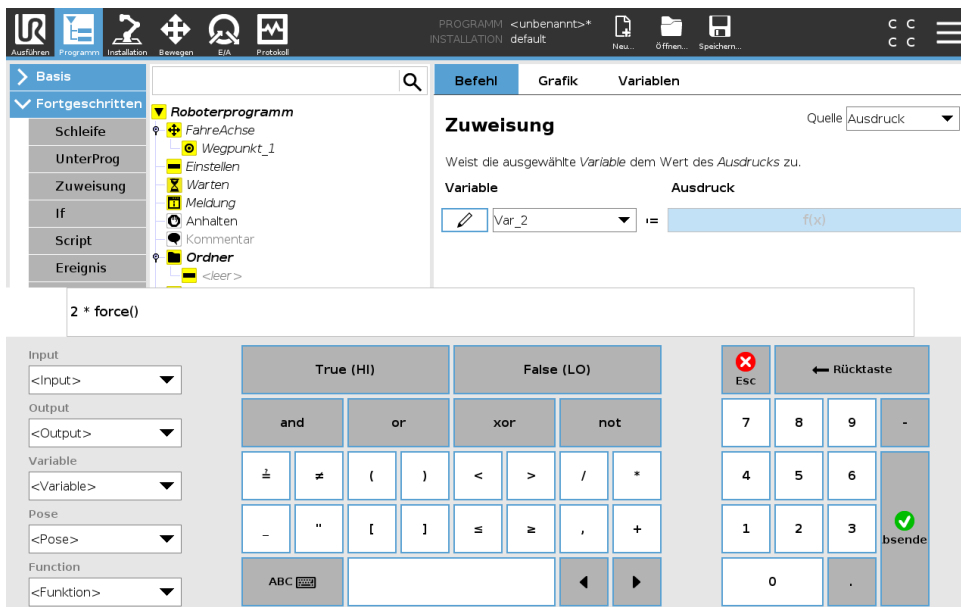 PROGRAMM <unbenannt>*
INSTALLATION default
Ausführen Programm Installation Bewegen E/A Protokoll
Neu... Öffnen... Speichern...
C C
C C
Basis
Fortgeschritten
Schleife
UnterProg
Zuweisung
If
Script
Ereignis
Roboterprogramm
FahreAchse
Wegpunkt_1
Einstellen
Warten
Meldung
Anhalten
Kommentar
Ordner
<leer>
Befehl Grafik Variablen
Zuweisung
Quelle Ausdruck
Weist die ausgewählte Variable dem Wert des Ausdrucks zu.
Variable Ausdruck
Var_2 := f(x)
2 * force()
Input
<Input>
Output
<Output>
Variable
<Variable>
Pose
<Pose>
Function
<Funktion>
True (HI) False (LO)
and or xor not
≟ ≠ ( ) < > / *
_ " [ ] ≤ ≥ , +
ABC
Esc Rücktaste
7 8 9 -
4 5 6
1 2 3 bsende
0 .